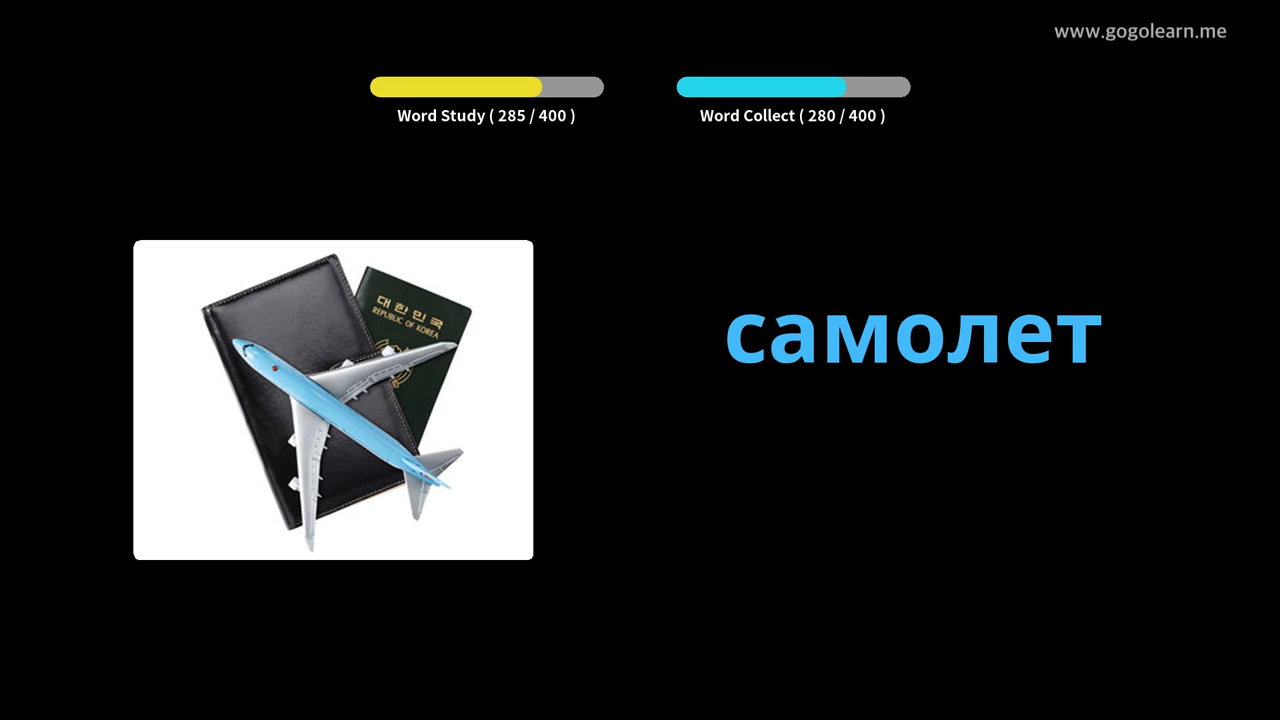 www.gogolearn.me
Word Study ( 285 / 400 )
Word Collect ( 280 / 400 )
대한민국
REPUBLIC OF KOREA
самолет